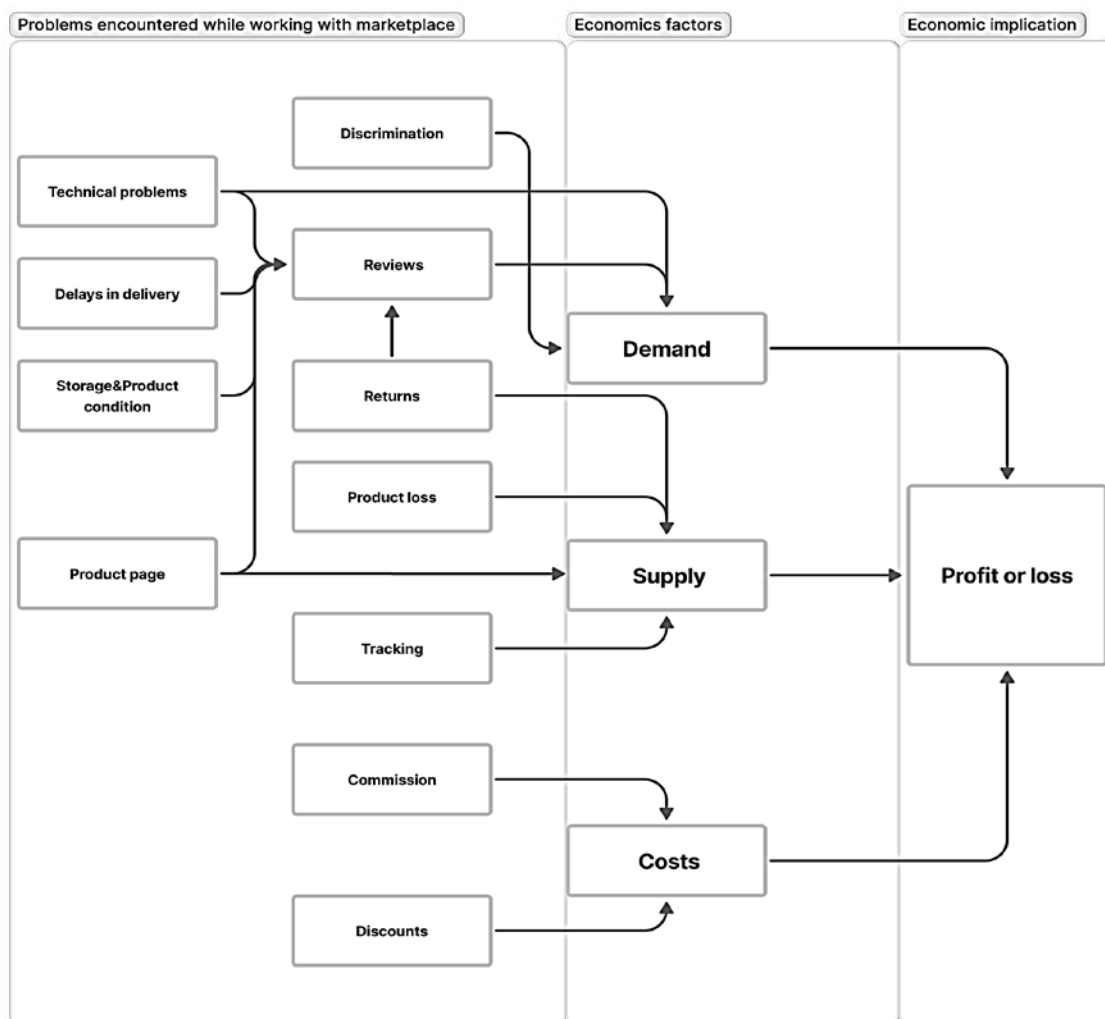 Problems encountered while working with marketplace
Economics factors
Economic implication
Discrimination
Technical problems
Reviews
Delays in delivery
Demand
Storage&Product
condition
Returns
Product loss
Product page
Supply
Profit or loss
Tracking
Commission
Costs
Discounts